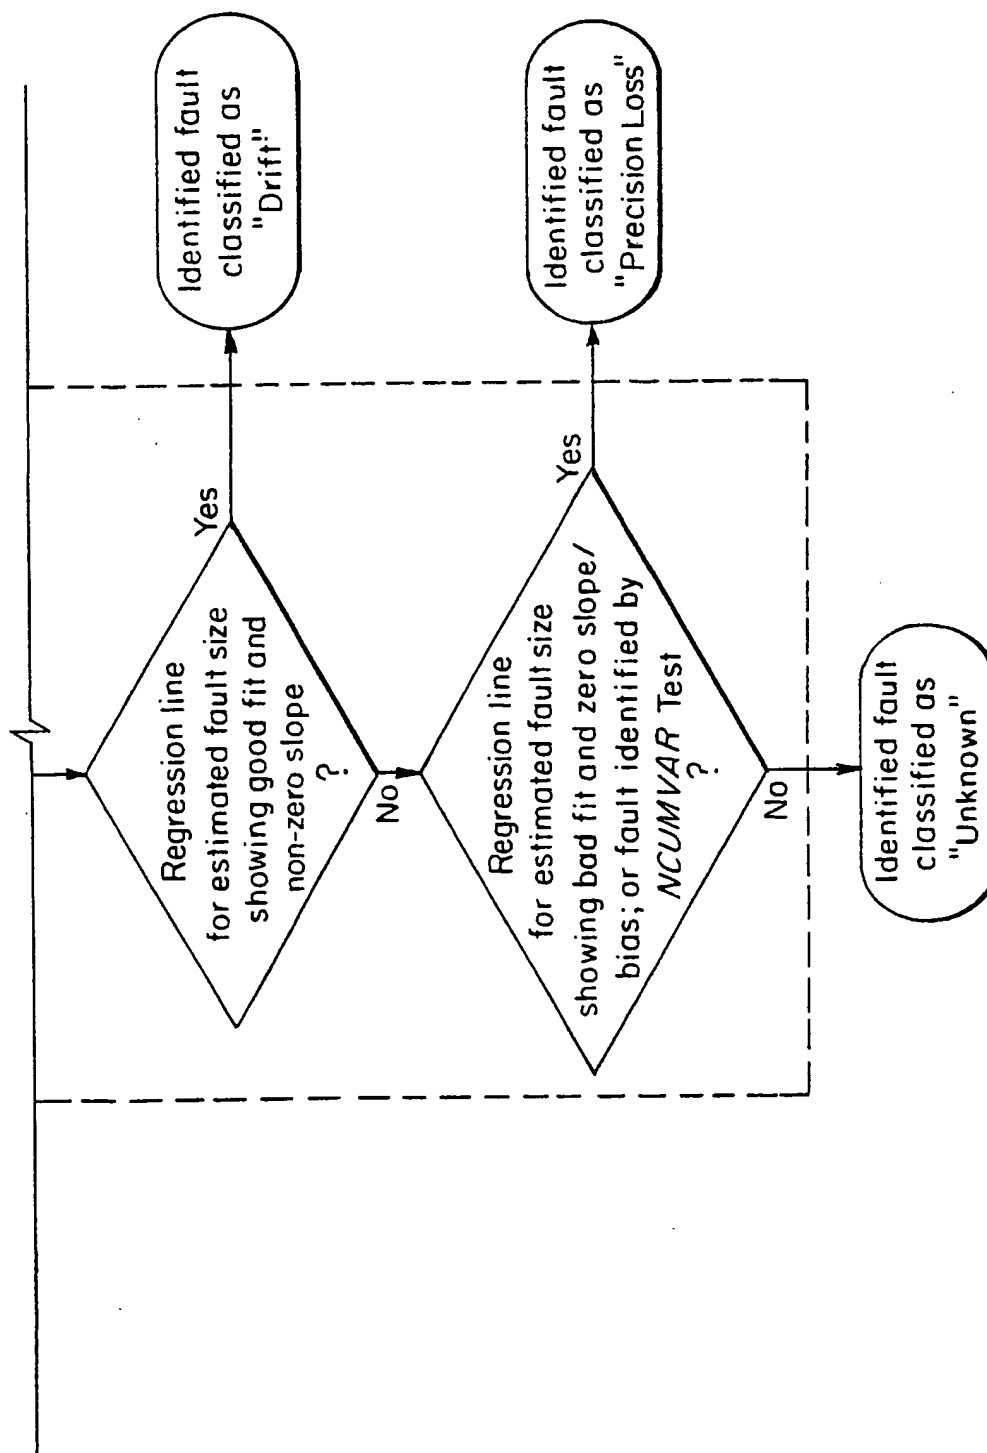 Regression line
for estimated fault size
showing good fit and
non-zero slope
?
Yes
Identified fault
classified as
"Drift"
No
Regression line
for estimated fault size
showing bad fit and zero slope/
bias; or fault identified by
NCUMVAR Test
?
Yes
Identified fault
classified as
"Precision Loss"
No
Identified fault
classified as
"Unknown"